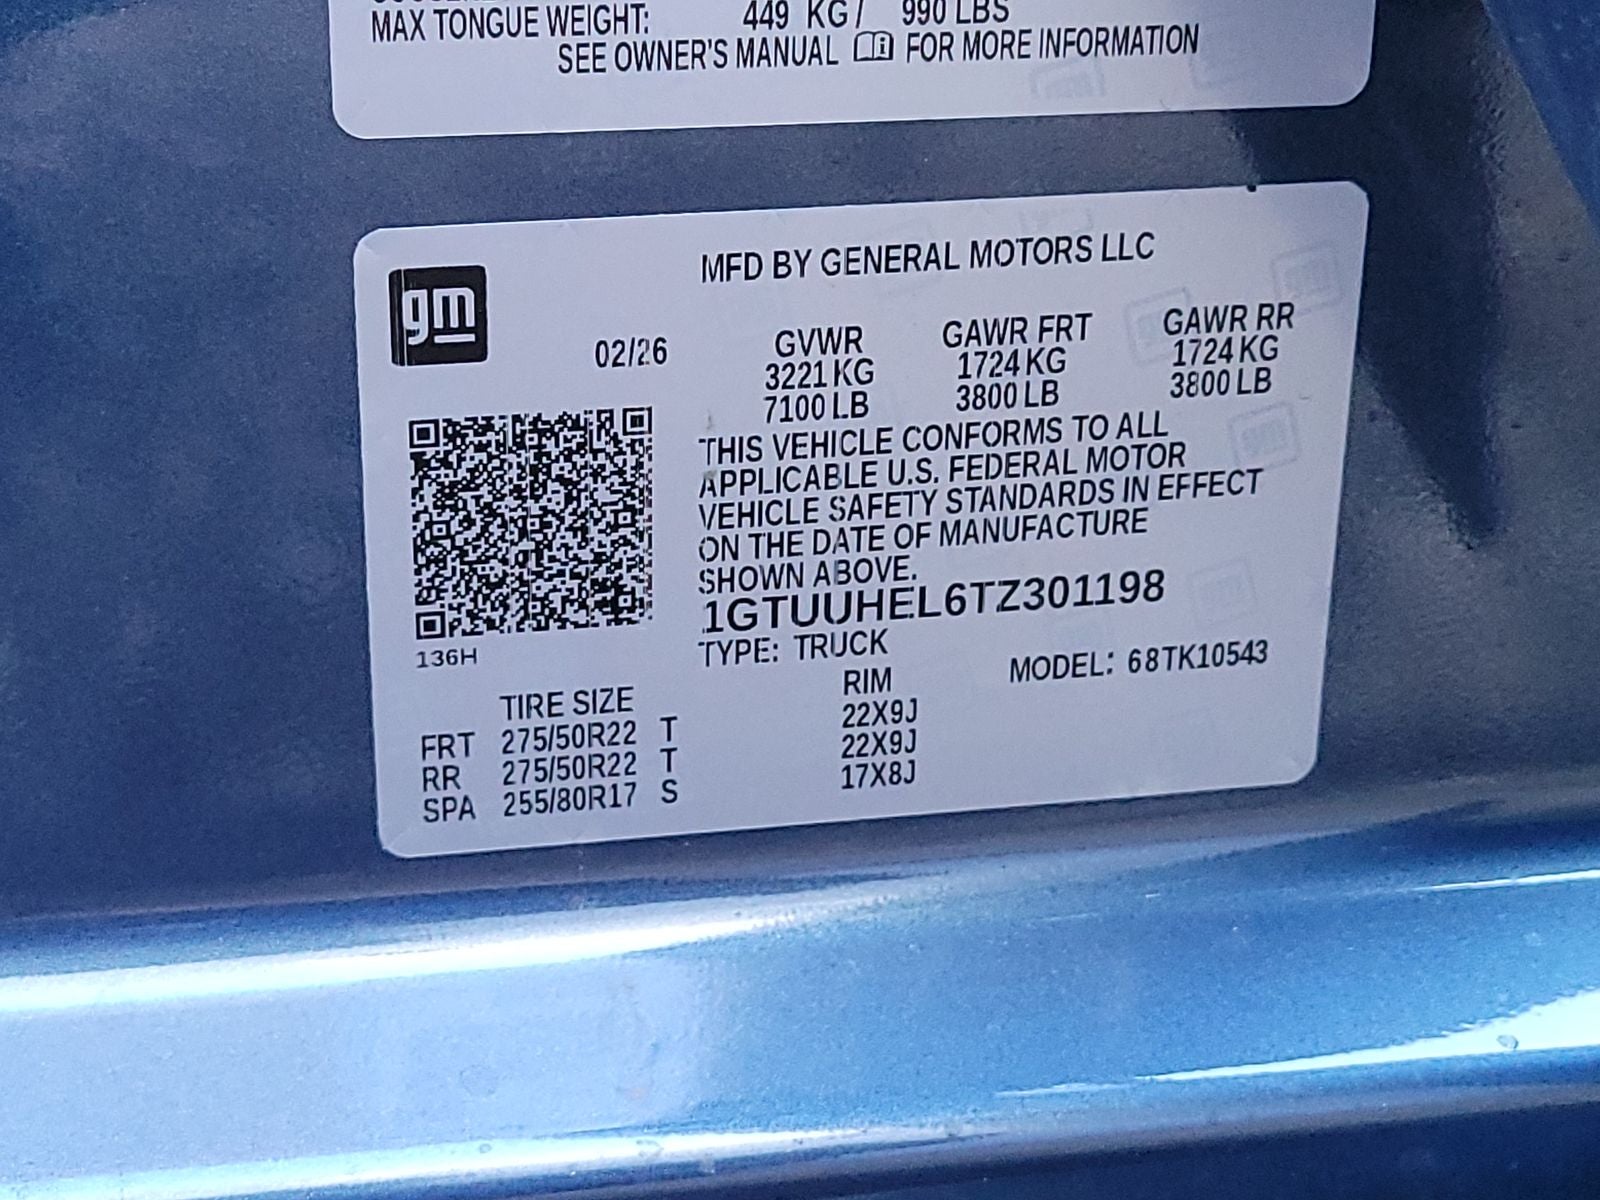 MAX TONGUE WEIGHT: 449 KG / 990 LBS
SEE OWNER'S MANUAL FOR MORE INFORMATION
gm
MFD BY GENERAL MOTORS LLC
02/26 GVWR GAWR FRT GAWR RR
3221 KG 1724 KG 1724 KG
7100 LB 3800 LB 3800 LB
THIS VEHICLE CONFORMS TO ALL
APPLICABLE U.S. FEDERAL MOTOR
VEHICLE SAFETY STANDARDS IN EFFECT
ON THE DATE OF MANUFACTURE
SHOWN ABOVE.
1GTUUHEL6TZ301198
136H
TYPE: TRUCK MODEL: 68TK10543
TIRE SIZE RIM
FRT 275/50R22 T 22X9J
RR 275/50R22 T 22X9J
SPA 255/80R17 S 17X8J